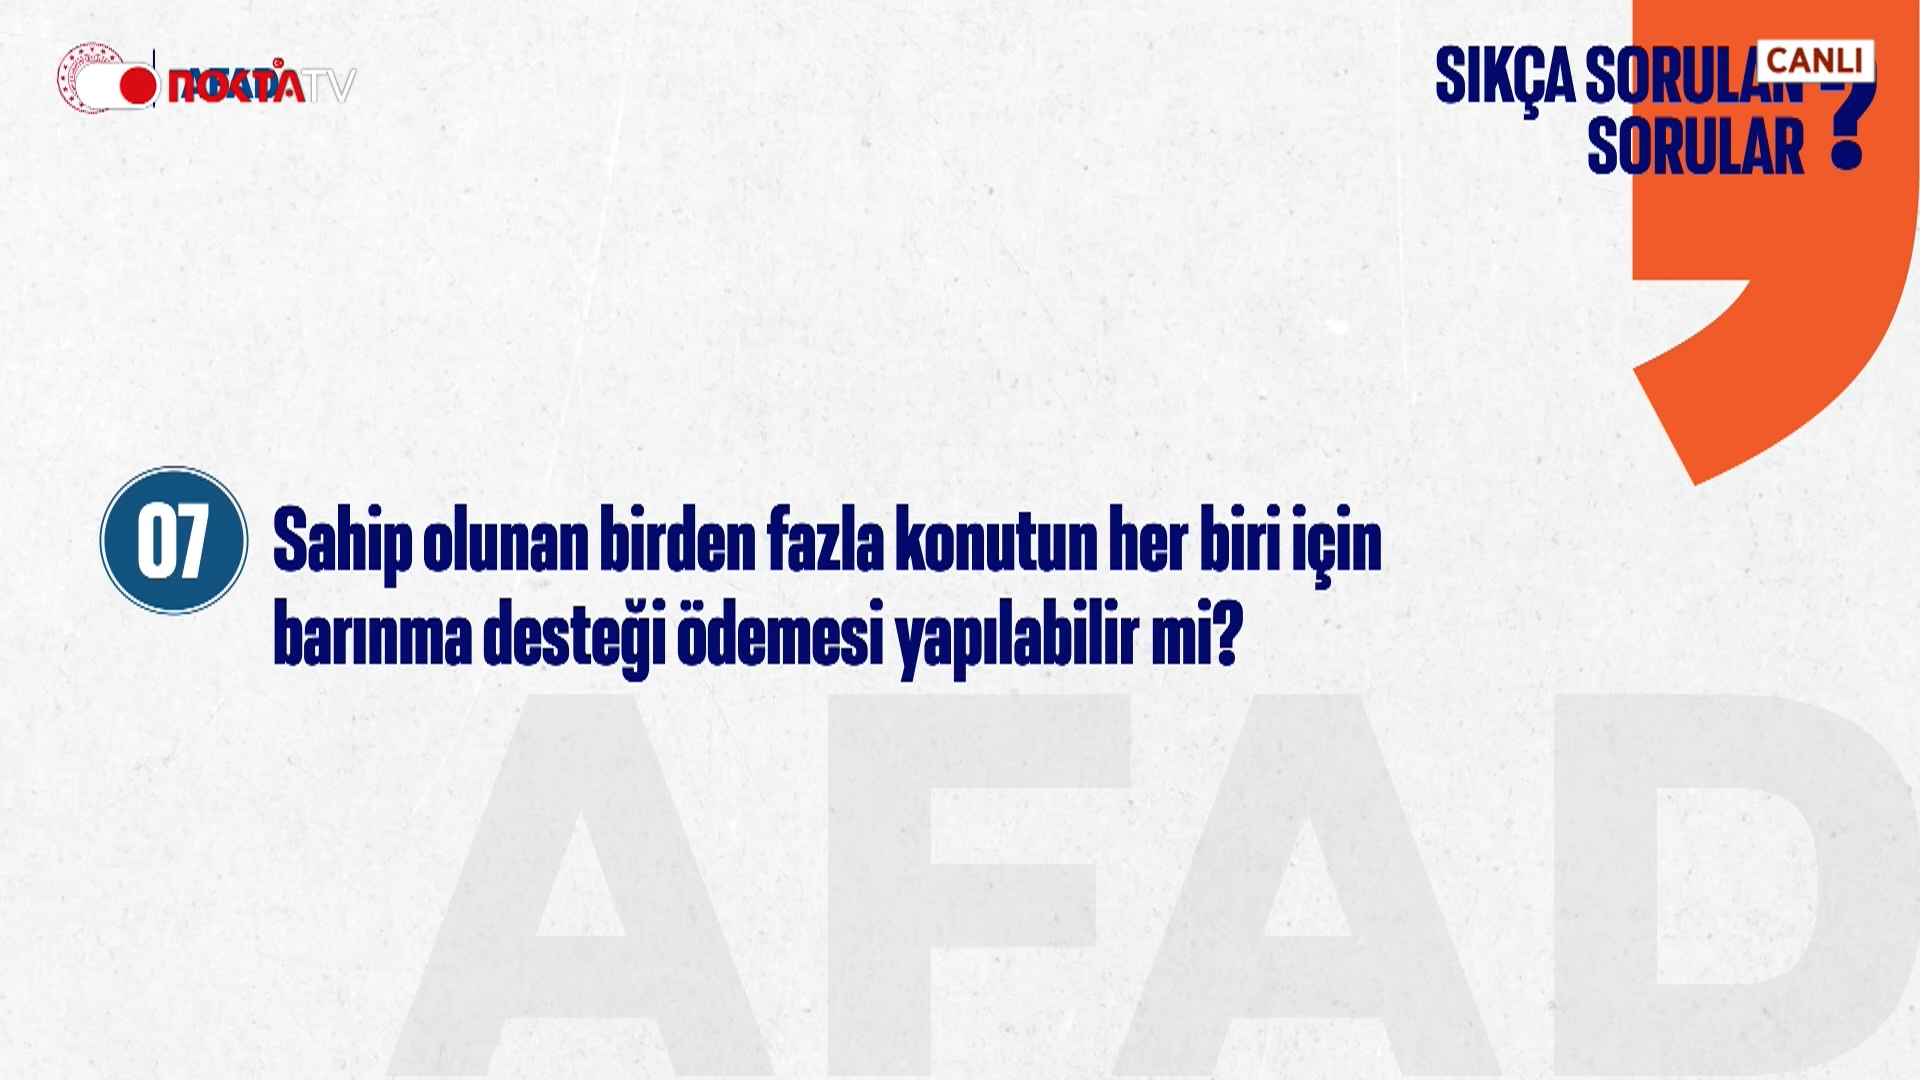 NOKTA TV
AFAD
CANLI
SIKÇA SORULAN
SORULAR ?
07
Sahip olunan birden fazla konutun her biri için
barınma desteği ödemesi yapılabilir mi?
AFAD